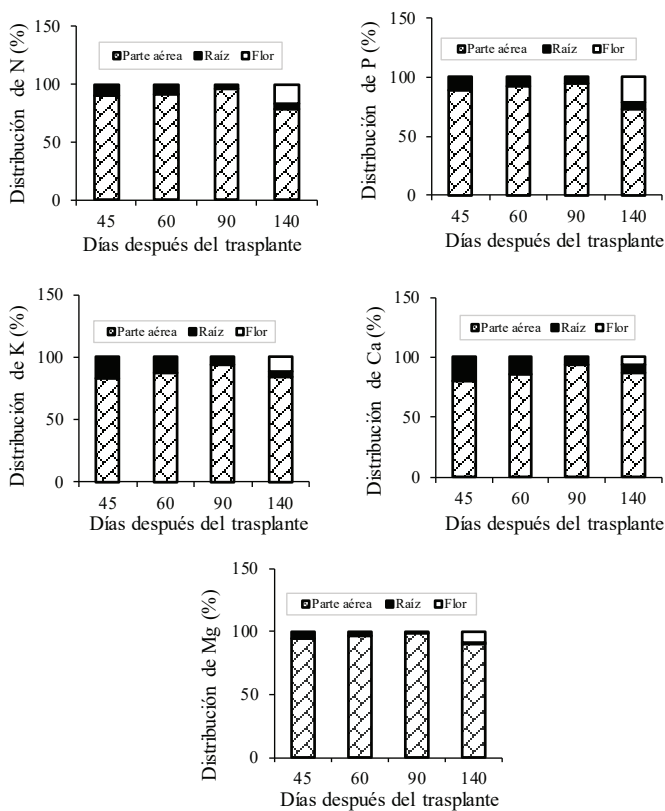 Distribución de N (%)
150
100
50
0
Parte aérea Raíz Flor
45 60 90 140
Días después del trasplante
Distribución de P (%)
150
100
50
0
Parte aérea Raíz Flor
45 60 90 140
Días después del trasplante
Distribución de K (%)
150
100
50
0
Parte aérea Raíz Flor
45 60 90 140
Días después del trasplante
Distribución de Ca (%)
150
100
50
0
Parte aérea Raíz Flor
45 60 90 140
Días después del trasplante
Distribución de Mg (%)
150
100
50
0
Parte aérea Raíz Flor
45 60 90 140
Días después del trasplante